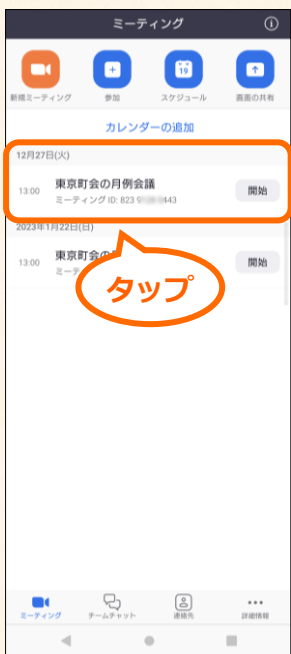 ミーティング
新規ミーティング
参加
19
スケジュール
画面の共有
カレンダーの追加
12月27日(火)
13:00 東京町会の月例会議 開始
ミーティング ID: 823 9 443
2023年1月22日(日)
13:00 東京町会の 開始
ミーテ
タップ
ミーティング
チームチャット
連絡先
詳細情報